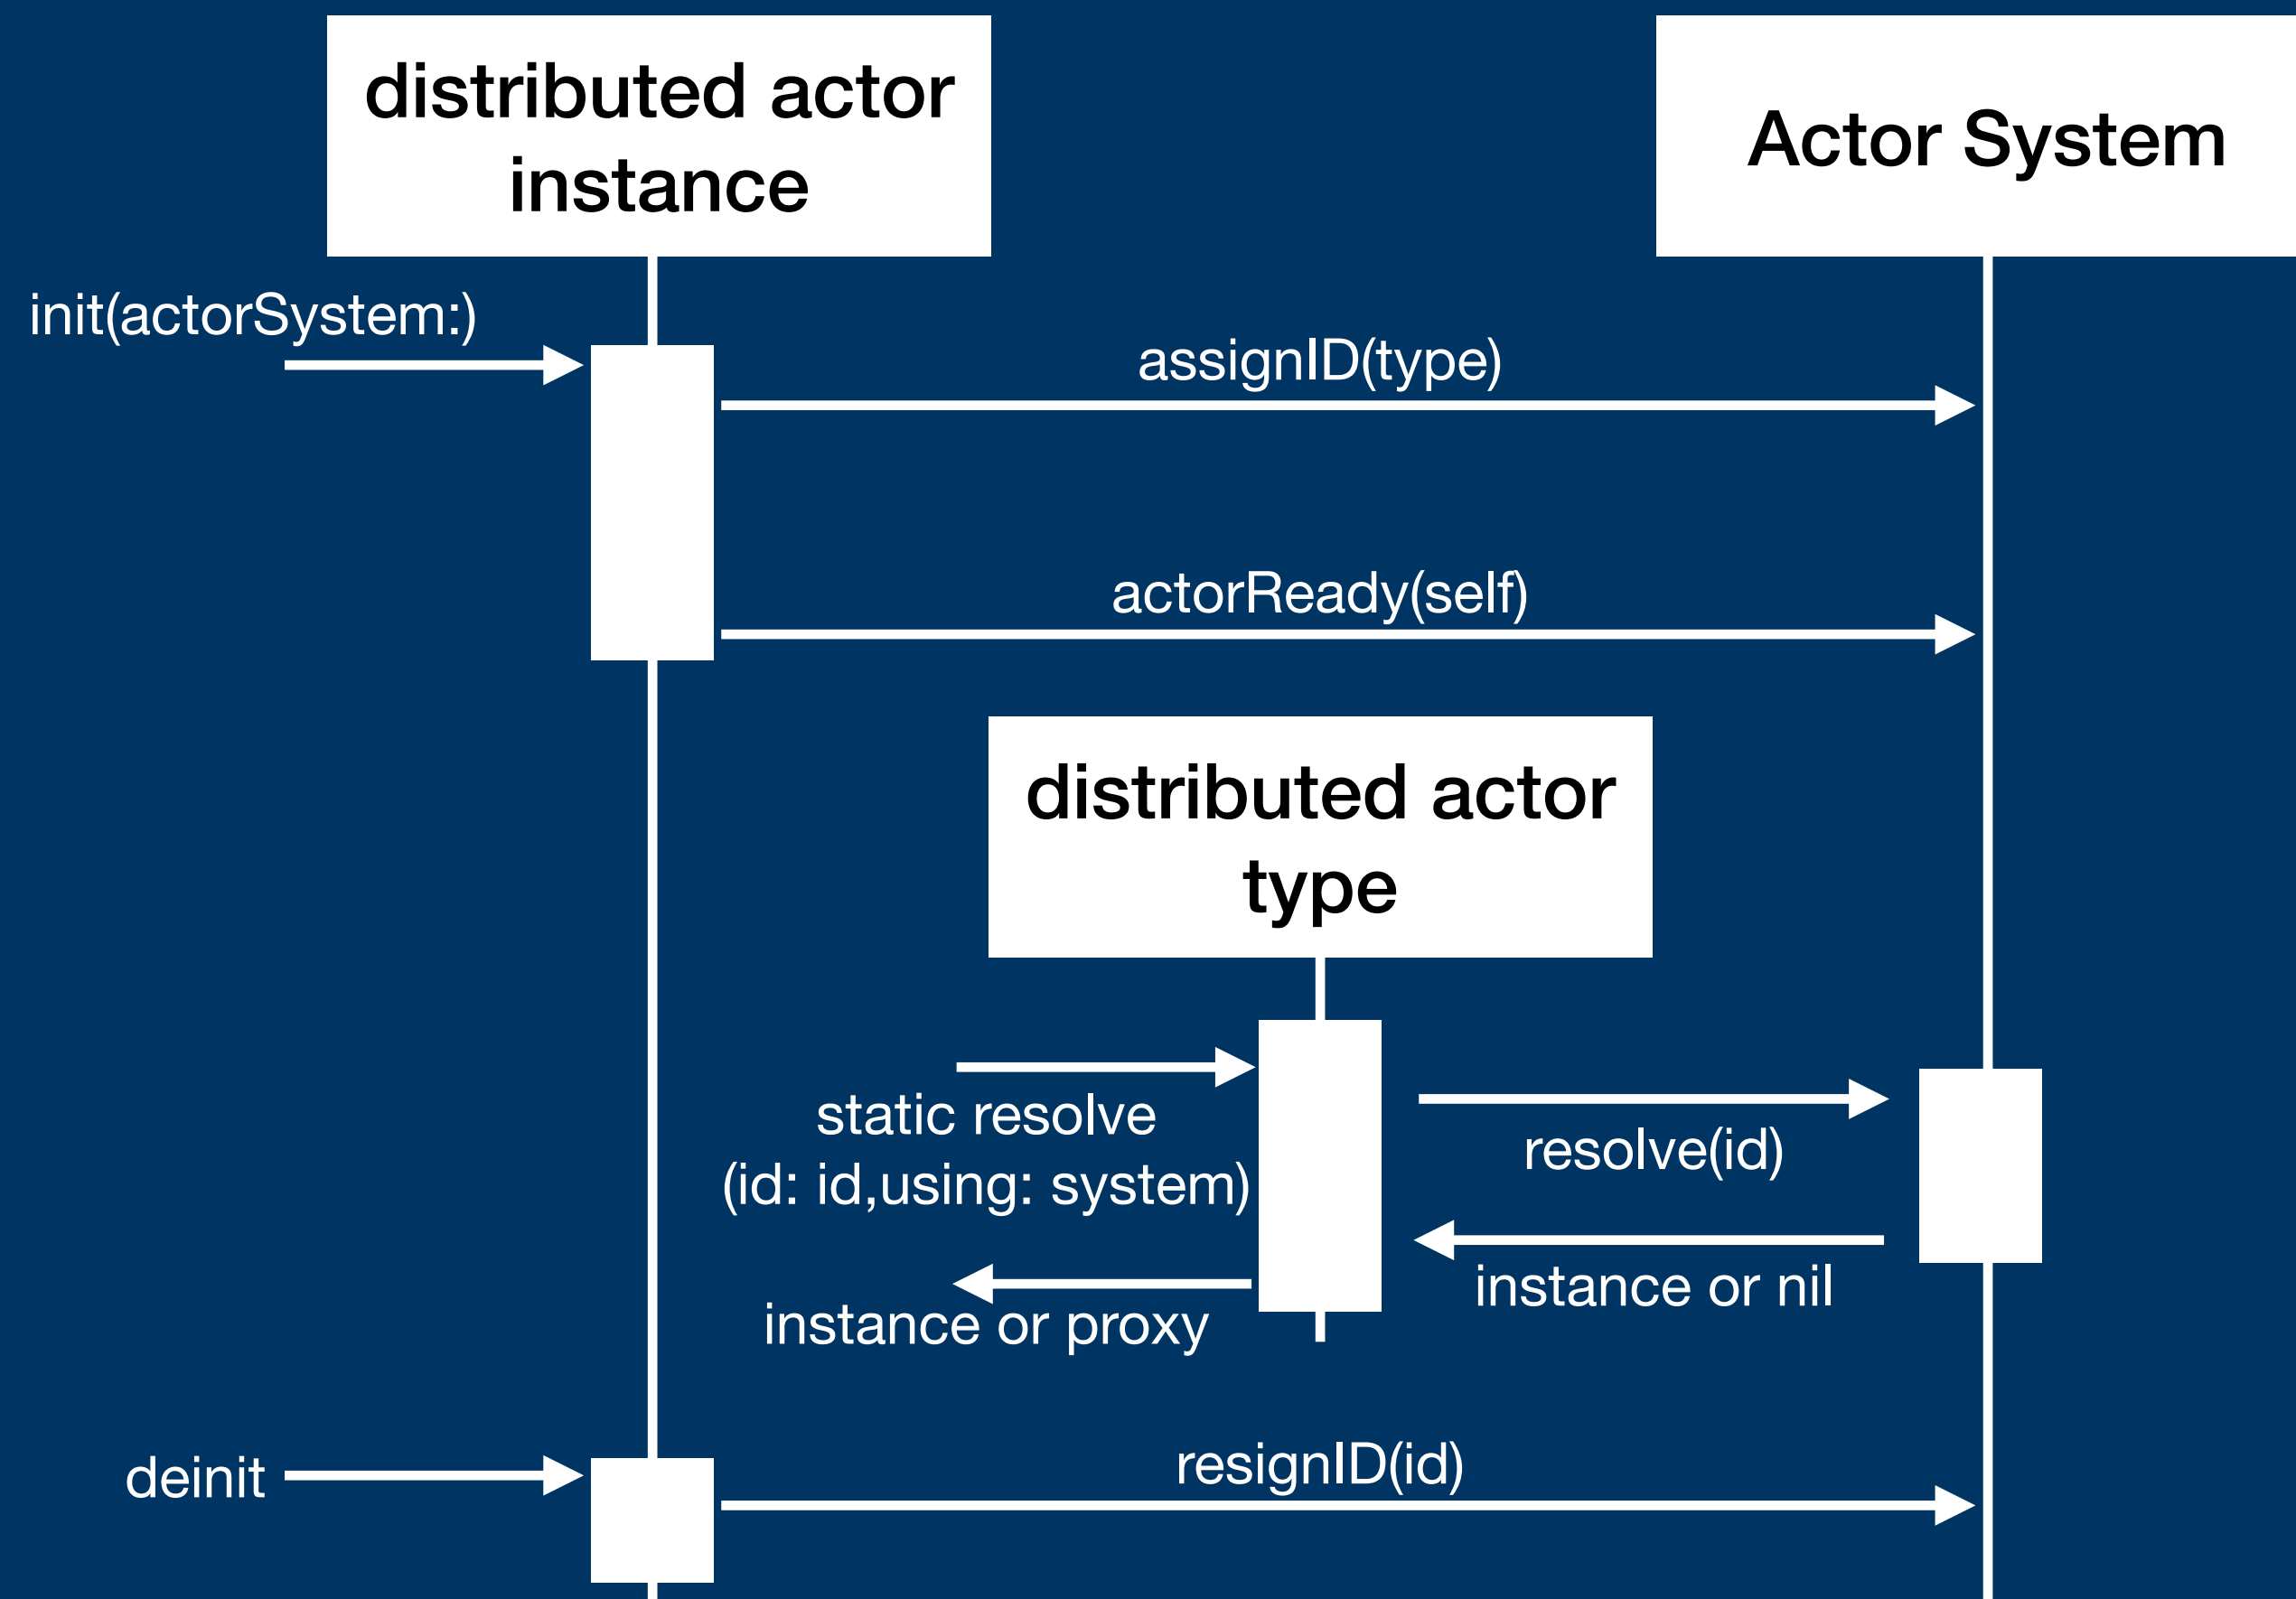 distributed actor
instance
Actor System
init(actorSystem:)
assignID(type)
actorReady(self)
distributed actor
type
static resolve
(id: id,using: system)
resolve(id)
instance or nil
instance or proxy
deinit
resignID(id)